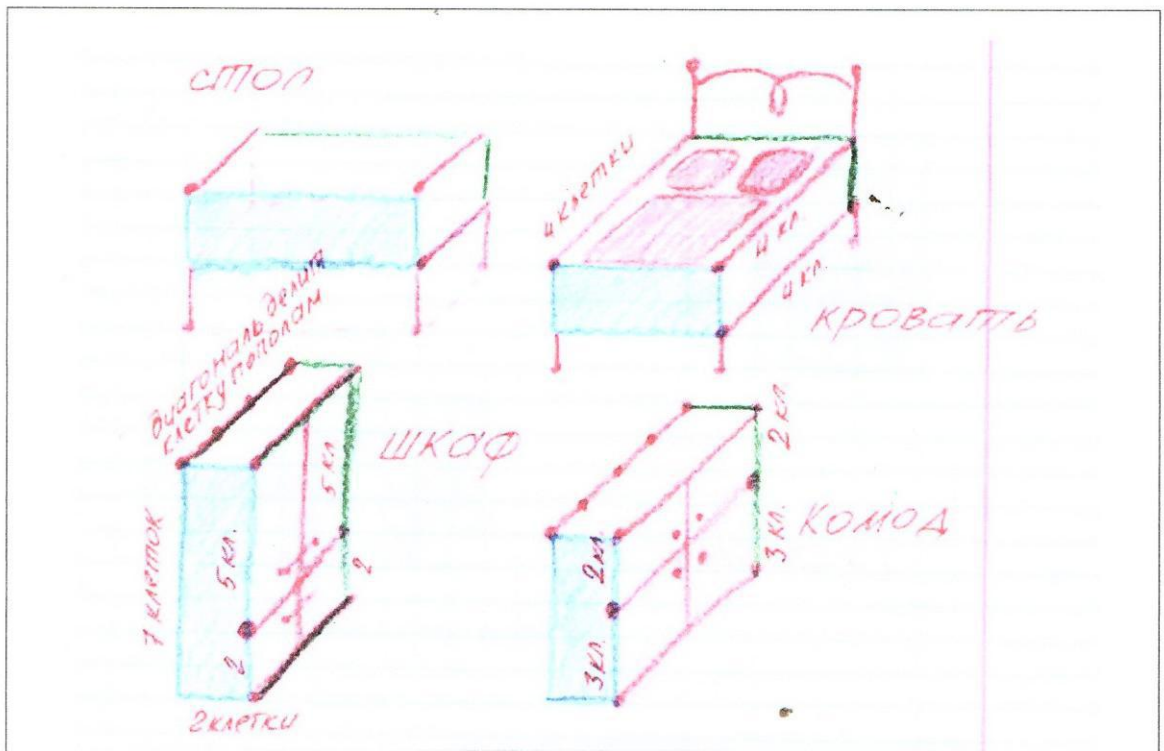 стол
4 клетки
4 кл.
4 кл.
кровать
диагональ делит
клетку пополам
шкаф
5 кл
7 клеток
5 кл.
2
2
2 клетки
2 кл
комод
2 кл.
3 кл.
3 кл.